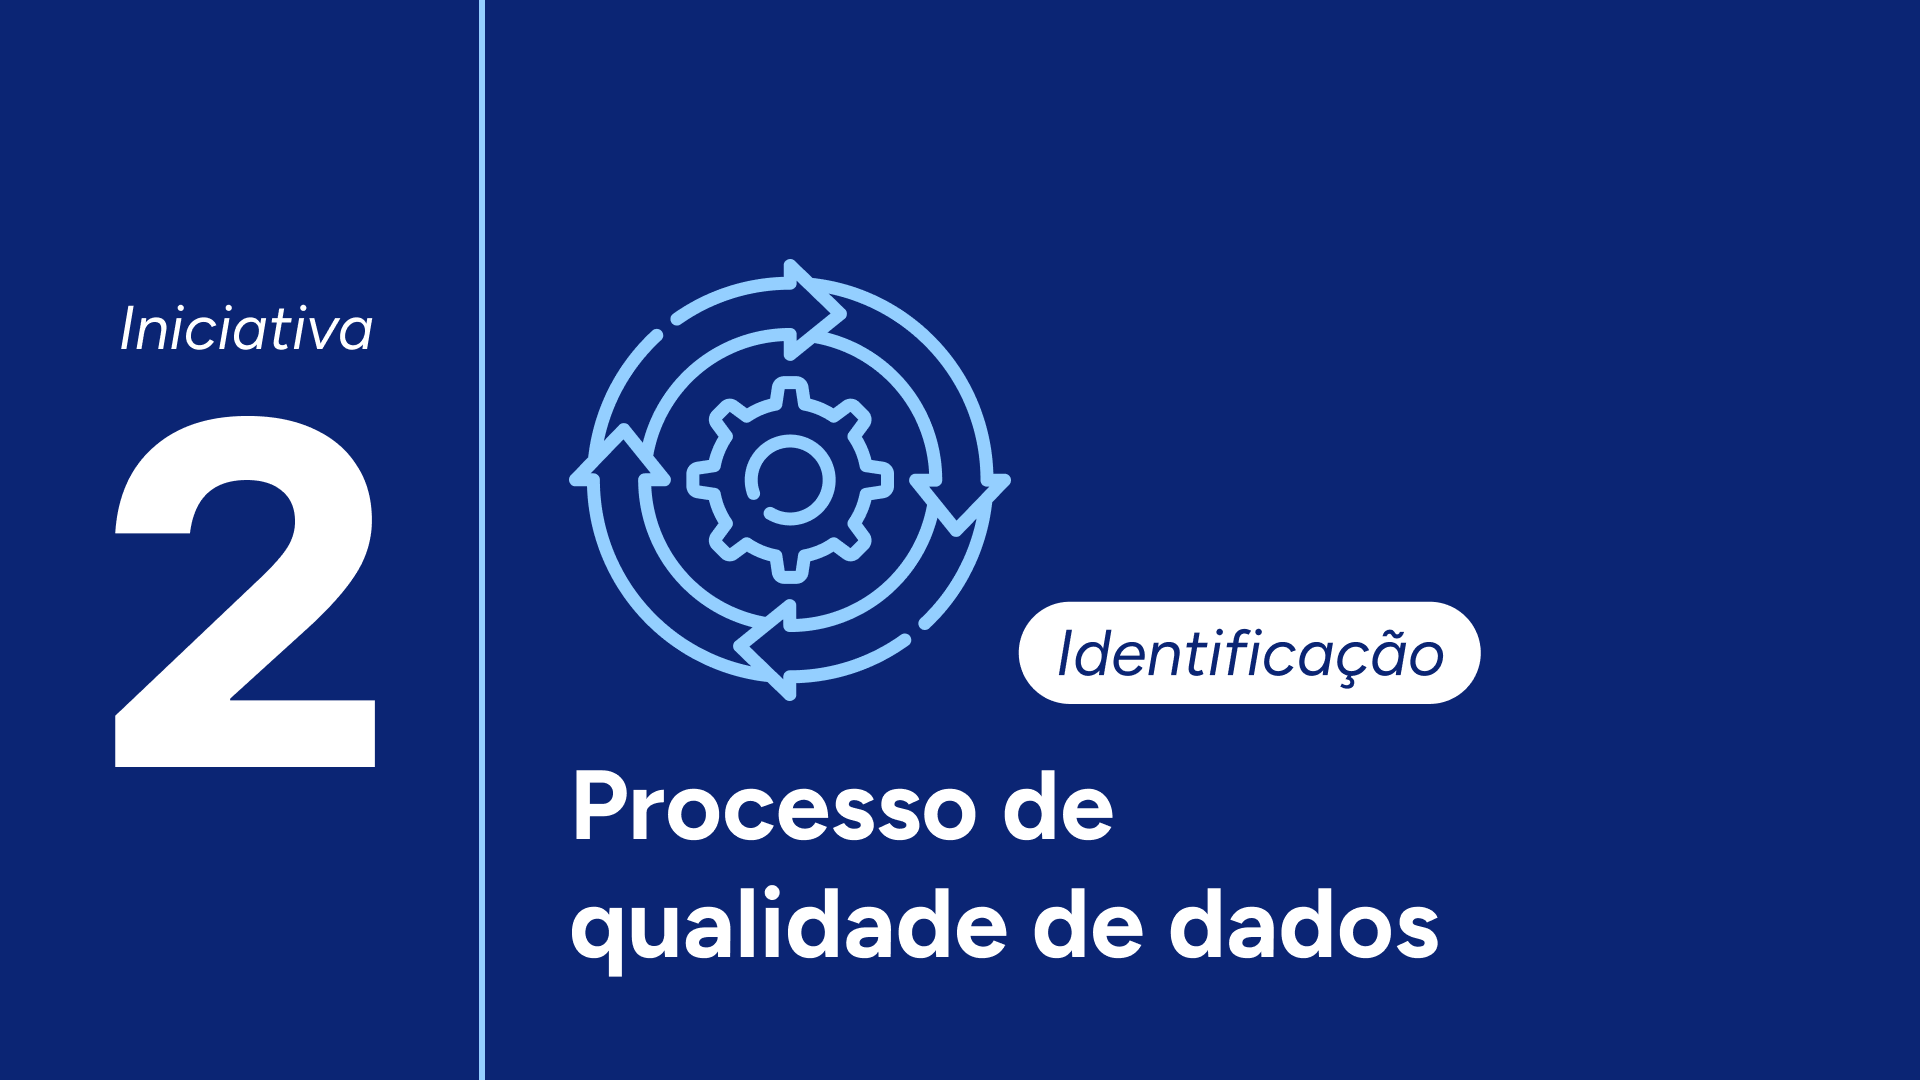 Iniciativa
2
Identificação
Processo de
qualidade de dados